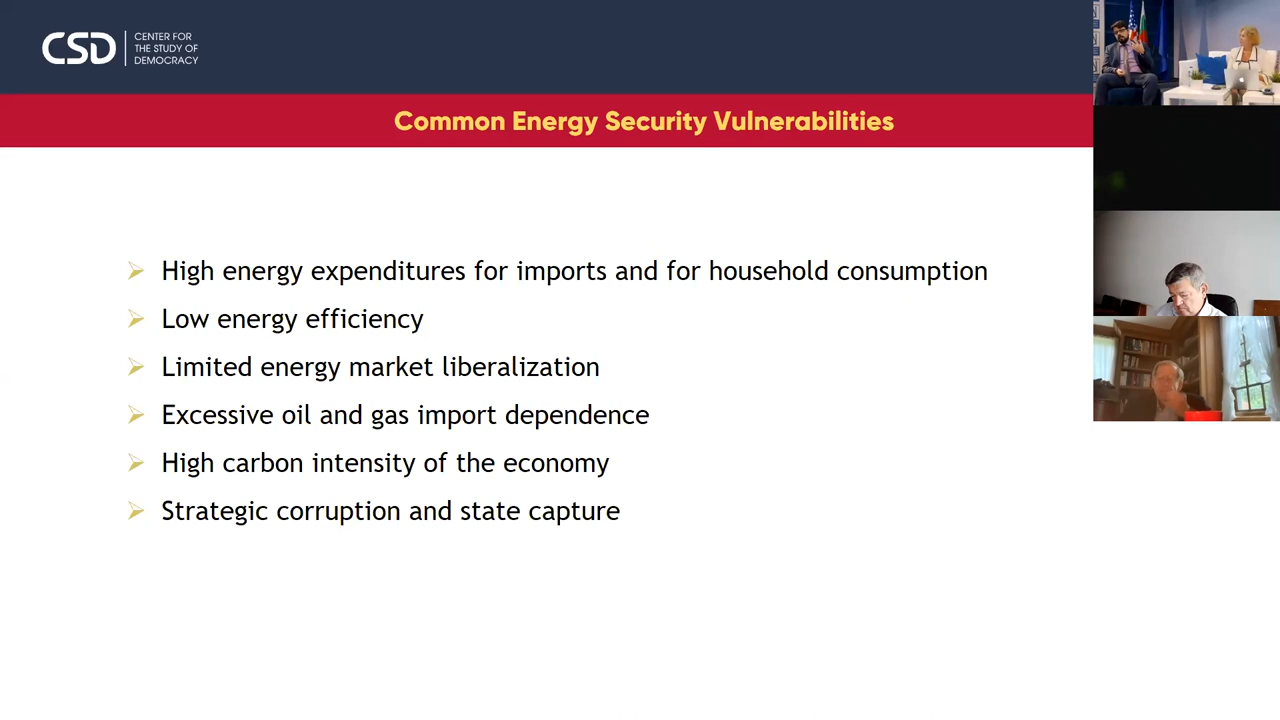 CSD
CENTER FOR
THE STUDY OF
DEMOCRACY
Common Energy Security Vulnerabilities
High energy expenditures for imports and for household consumption
Low energy efficiency
Limited energy market liberalization
Excessive oil and gas import dependence
High carbon intensity of the economy
Strategic corruption and state capture